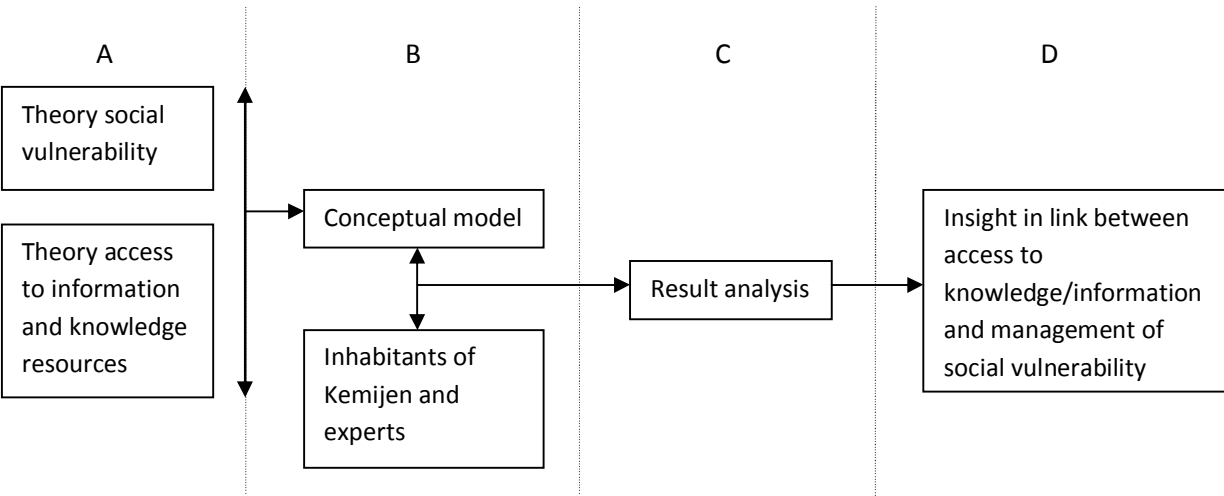 A
B
C
D
Theory social
vulnerability
Theory access
to information
and knowledge
resources
Conceptual model
Inhabitants of
Kemijen and
experts
Result analysis
Insight in link between
access to
knowledge/information
and management of
social vulnerability